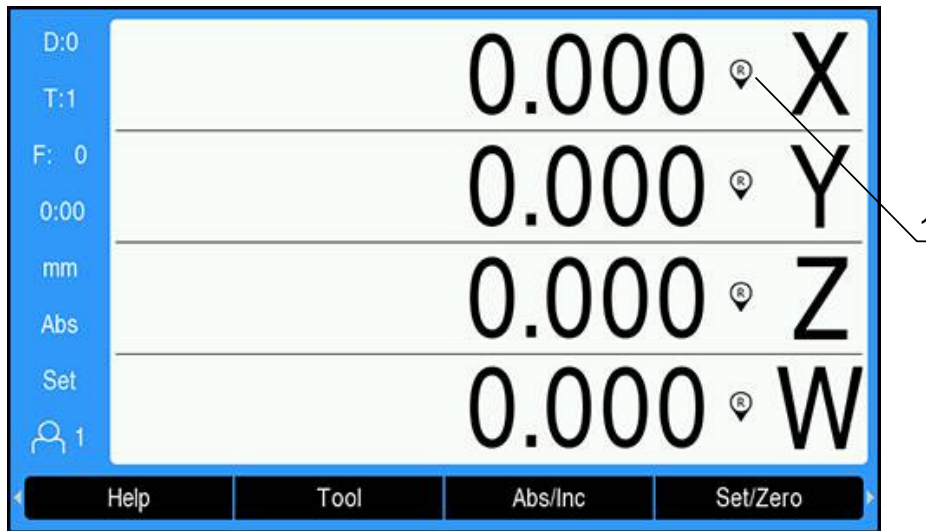 D:0
T:1
F: 0
0:00
mm
Abs
Set
1
0.000 R X
0.000 R Y
0.000 R Z
0.000 R W
1
Help Tool Abs/Inc Set/Zero